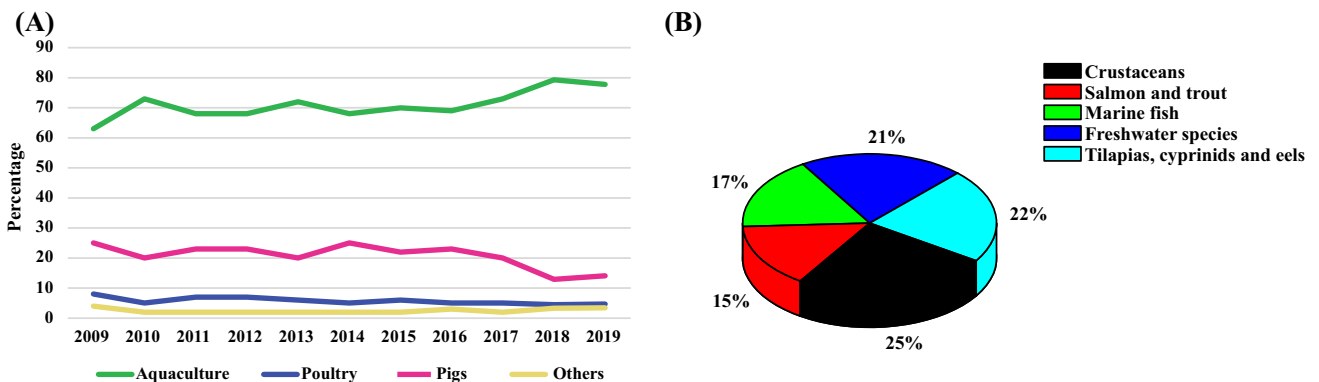 (A)
90
80
70
60
50
40
30
20
10
0
Percentage
2009 2010 2011 2012 2013 2014 2015 2016 2017 2018 2019
Aquaculture Poultry Pigs Others
(B)
Crustaceans
Salmon and trout
Marine fish
Freshwater species
Tilapias, cyprinids and eels
21%
17%
22%
15%
25%